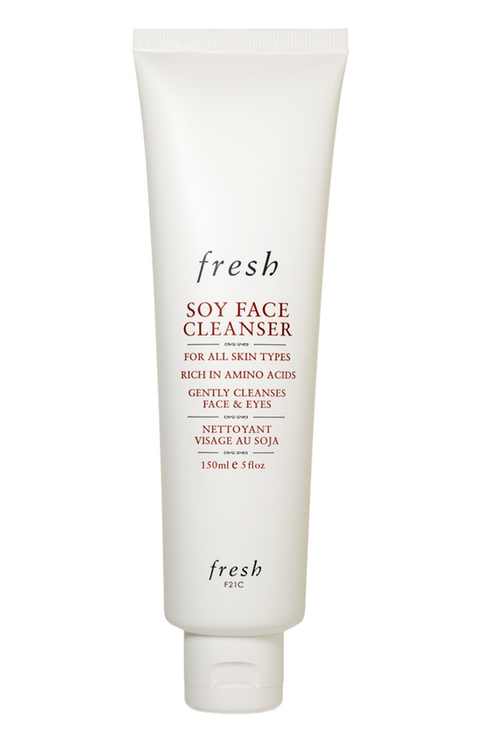 fresh
SOY FACE
CLEANSER
FOR ALL SKIN TYPES
RICH IN AMINO ACIDS
GENTLY CLEANSES
FACE & EYES
NETTOYANT
VISAGE AU SOJA
150ml e 5floz
fresh
F21C